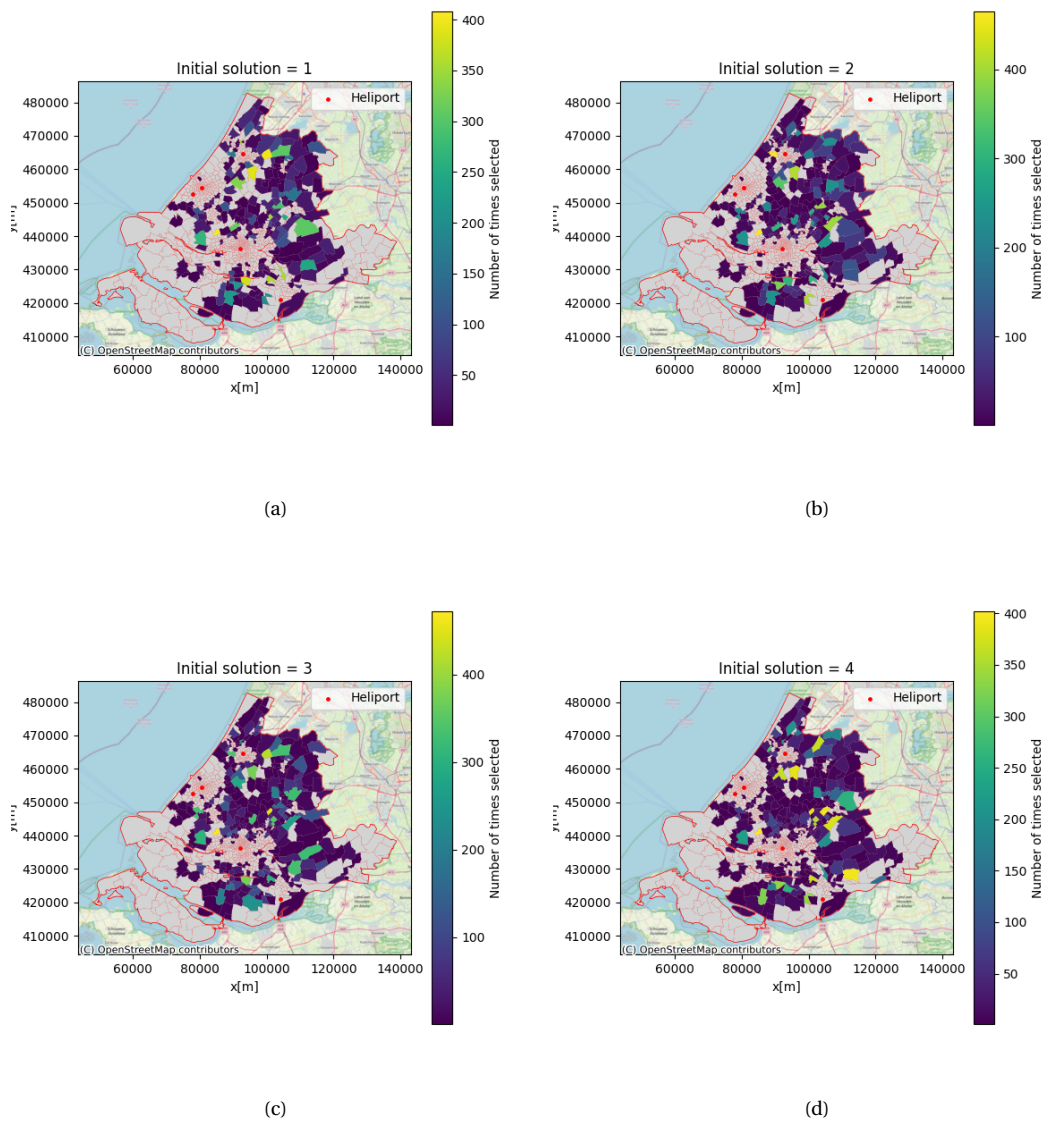 Initial solution = 1
Heliport
480000
470000
460000
450000
440000
430000
420000
410000
y[m]
(C) OpenStreetMap contributors
60000 80000 100000 120000 140000
x[m]
400
350
300
250
200
150
100
50
Number of times selected
(a)
Initial solution = 2
Heliport
480000
470000
460000
450000
440000
430000
420000
410000
y[m]
(C) OpenStreetMap contributors
60000 80000 100000 120000 140000
x[m]
400
300
200
100
Number of times selected
(b)
Initial solution = 3
Heliport
480000
470000
460000
450000
440000
430000
420000
410000
y[m]
(C) OpenStreetMap contributors
60000 80000 100000 120000 140000
x[m]
400
300
200
100
Number of times selected
(c)
Initial solution = 4
Heliport
480000
470000
460000
450000
440000
430000
420000
410000
y[m]
(C) OpenStreetMap contributors
60000 80000 100000 120000 140000
x[m]
400
350
300
250
200
150
100
50
Number of times selected
(d)